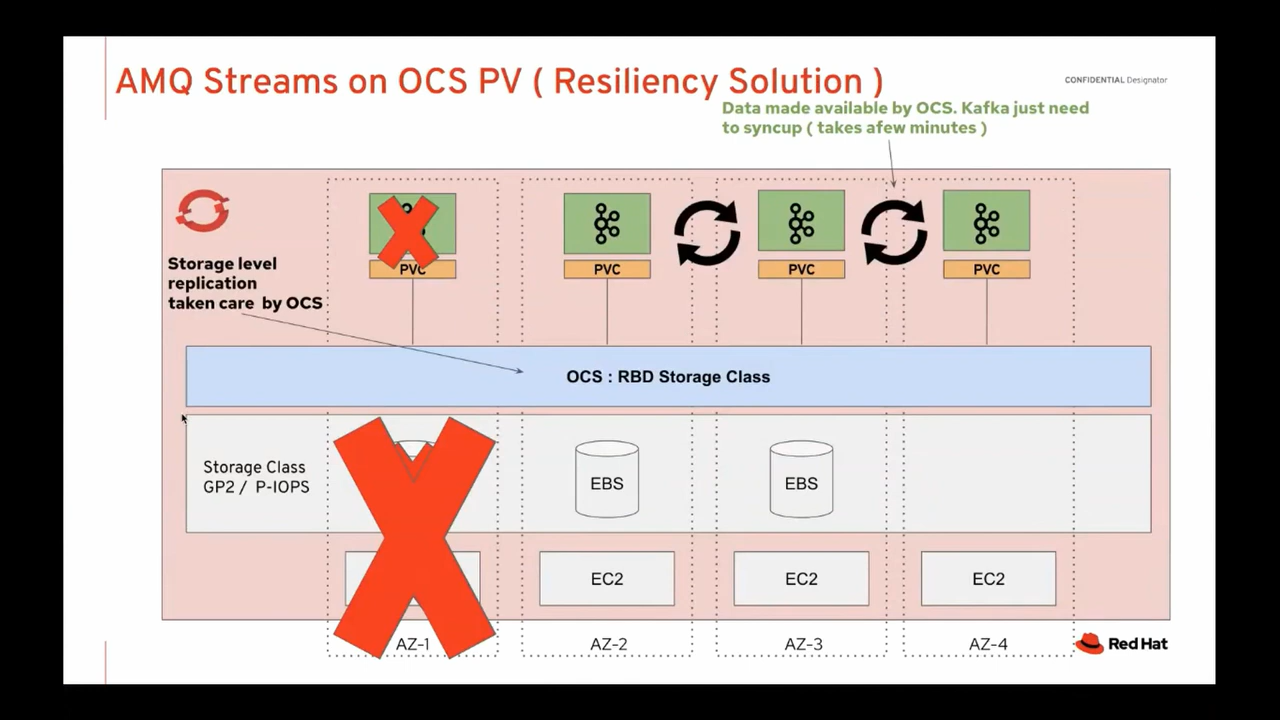 AMQ Streams on OCS PV ( Resiliency Solution )
CONFIDENTIAL Designator
Data made available by OCS. Kafka just need
to syncup ( takes afew minutes )
Storage level
replication
taken care by OCS
PVC
PVC
PVC
PVC
OCS : RBD Storage Class
Storage Class
GP2 / P-IOPS
EBS
EBS
EC2
EC2
EC2
AZ-1
AZ-2
AZ-3
AZ-4
Red Hat